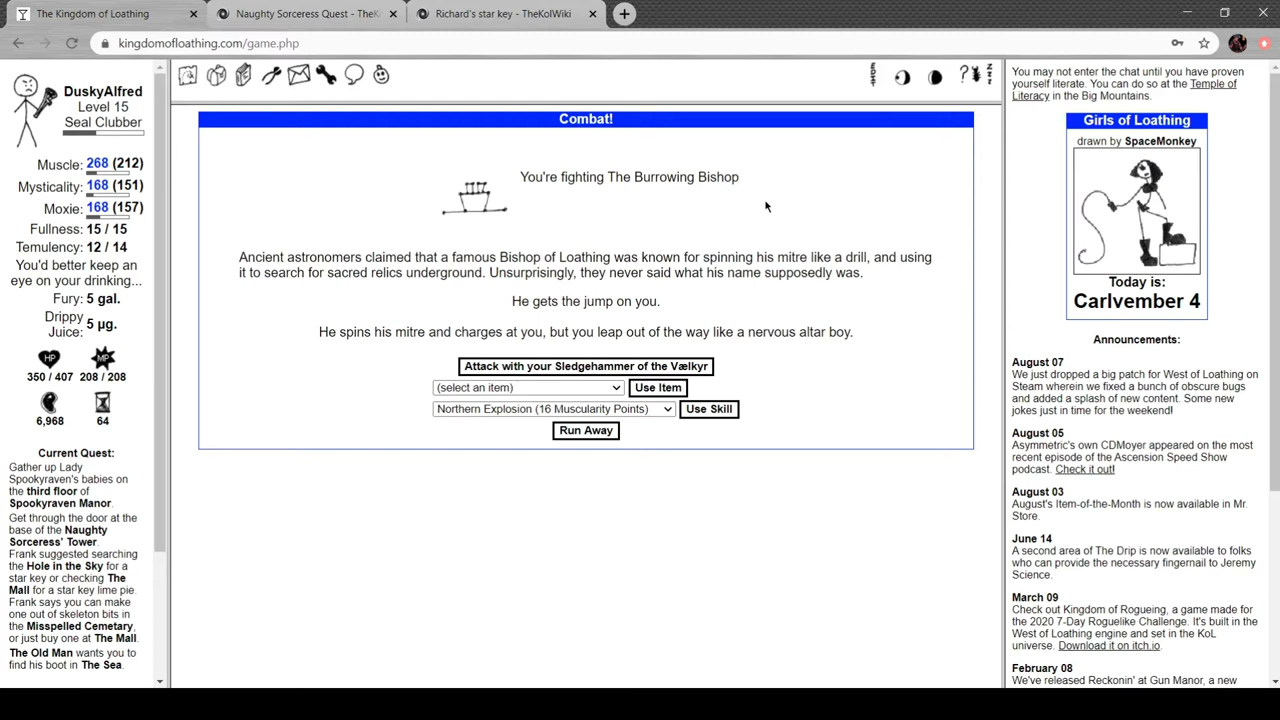 The Kingdom of Loathing
Naughty Sorceress Quest - TheK
Richard's star key - TheKolWiki
kingdomofloathing.com/game.php
DuskyAlfred
Level 15
Seal Clubber
Muscle: 268 (212)
Mysticality: 168 (151)
Moxie: 168 (157)
Fullness: 15 / 15
Temulency: 12 / 14
You'd better keep an
eye on your drinking...
Fury: 5 gal.
Drippy
Juice: 5 μg.
HP
MP
350 / 407
208 / 208
6,968
64
Current Quest:
Gather up Lady
Spookyraven's babies on
the third floor of
Spookyraven Manor.
Get through the door at the
base of the Naughty
Sorceress' Tower.
Frank suggested searching
the Hole in the Sky for a
star key or checking The
Mall for a star key lime pie.
Frank says you can make
one out of skeleton bits in
the Misspelled Cemetary,
or just buy one at The Mall.
The Old Man wants you to
find his boot in The Sea.
Combat!
You're fighting The Burrowing Bishop
Ancient astronomers claimed that a famous Bishop of Loathing was known for spinning his mitre like a drill, and using
it to search for sacred relics underground. Unsurprisingly, they never said what his name supposedly was.
He gets the jump on you.
He spins his mitre and charges at you, but you leap out of the way like a nervous altar boy.
Attack with your Sledgehammer of the Vælkyr
(select an item)
Use Item
Northern Explosion (16 Muscularity Points)
Use Skill
Run Away
You may not enter the chat until you have proven
yourself literate. You can do so at the Temple of
Literacy in the Big Mountains.
Girls of Loathing
drawn by SpaceMonkey
Today is:
Carlvember 4
Announcements:
August 07
We just dropped a big patch for West of Loathing on
Steam wherein we fixed a bunch of obscure bugs
and added a splash of new content. Some new
jokes just in time for the weekend!
August 05
Asymmetric's own CDMoyer appeared on the most
recent episode of the Ascension Speed Show
podcast. Check it out!
August 03
August's Item-of-the-Month is now available in Mr.
Store.
June 14
A second area of The Drip is now available to folks
who can provide the necessary fingernail to Jeremy
Science.
March 09
Check out Kingdom of Rogueing, a game made for
the 2020 7-Day Roguelike Challenge. It's built in the
West of Loathing engine and set in the KoL
universe. Download it on itch.io.
February 08
We've released Reckonin' at Gun Manor, a new